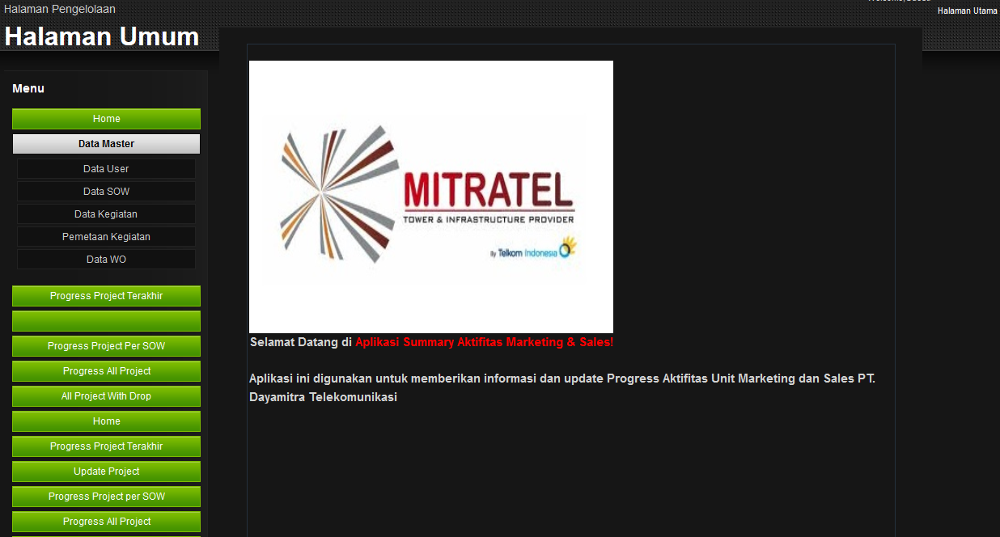 Halaman Pengelolaan
Halaman Utama
Halaman Umum
Menu
Home
Data Master
Data User
Data SOW
Data Kegiatan
Pemetaan Kegiatan
Data WO
Progress Project Terakhir
Progress Project Per SOW
Progress All Project
All Project With Drop
Home
Progress Project Terakhir
Update Project
Progress Project per SOW
Progress All Project
MITRATEL
TOWER & INFRASTRUCTURE PROVIDER
By Telkom Indonesia
Selamat Datang di Aplikasi Summary Aktifitas Marketing & Sales!
Aplikasi ini digunakan untuk memberikan informasi dan update Progress Aktifitas Unit Marketing dan Sales PT.
Dayamitra Telekomunikasi